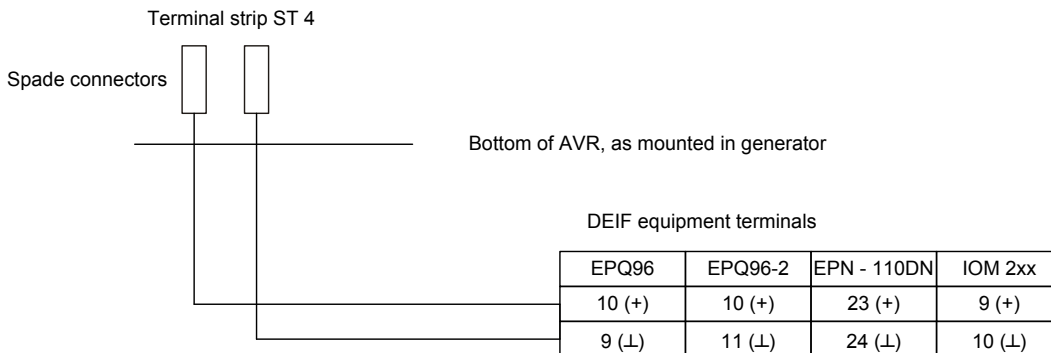 Terminal strip ST 4
Spade connectors
Bottom of AVR, as mounted in generator
DEIF equipment terminals
EPQ96 EPQ96-2 EPN - 110DN IOM 2xx
10 (+) 10 (+) 23 (+) 9 (+)
9 (⊥) 11 (⊥) 24 (⊥) 10 (⊥)